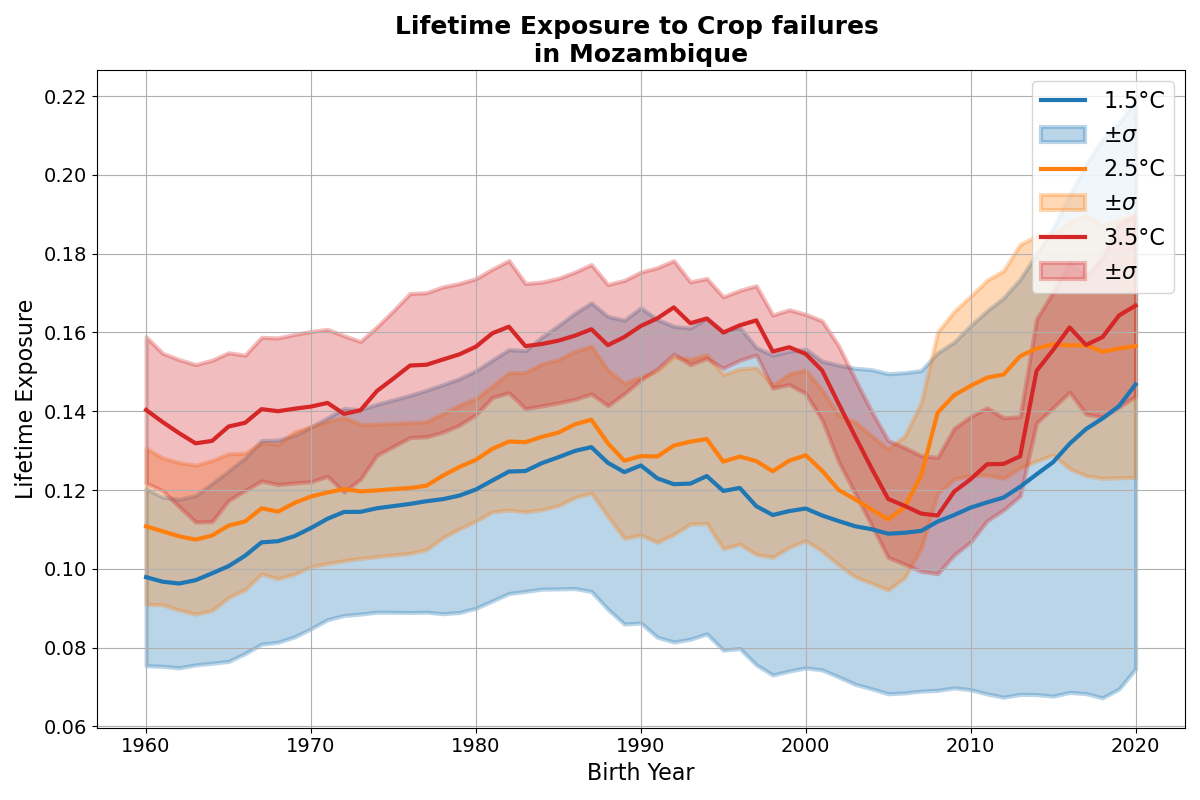 Lifetime Exposure to Crop failures
in Mozambique
Lifetime Exposure
0.22
0.20
0.18
0.16
0.14
0.12
0.10
0.08
0.06
1.5°C
±σ
2.5°C
±σ
3.5°C
±σ
1960
1970
1980
1990
2000
2010
2020
Birth Year